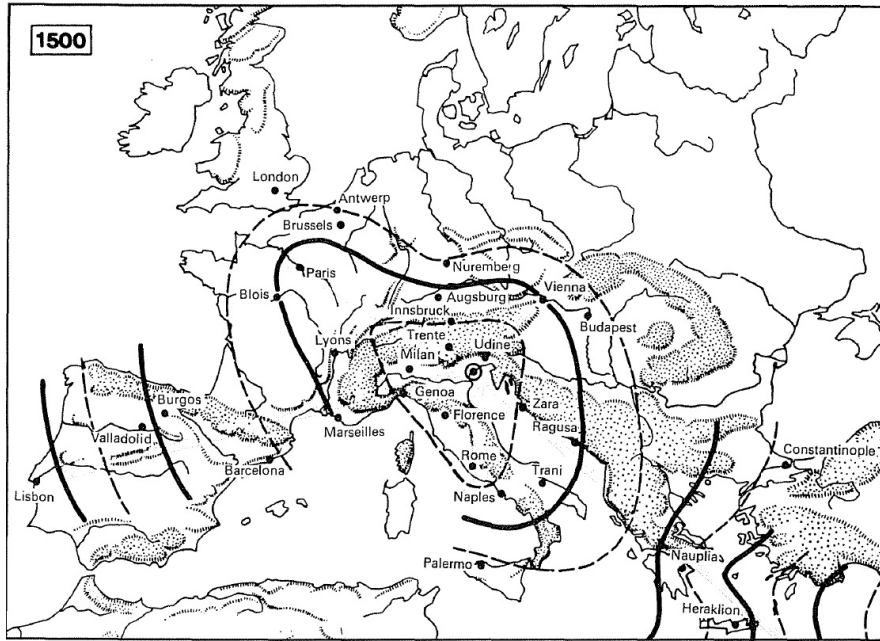 1500
London
Antwerp
Brussels
Paris
Nuremberg
Blois
Augsburg
Vienna
Innsbruck
Budapest
Lyons
Trente
Milan
Udine
Genoa
Burgos
Zara
Florence
Marseilles
Valladolid
Ragusa
Barcelona
Rome
Trani
Constantinople
Lisbon
Naples
Nauplia
Palermo
Heraklion